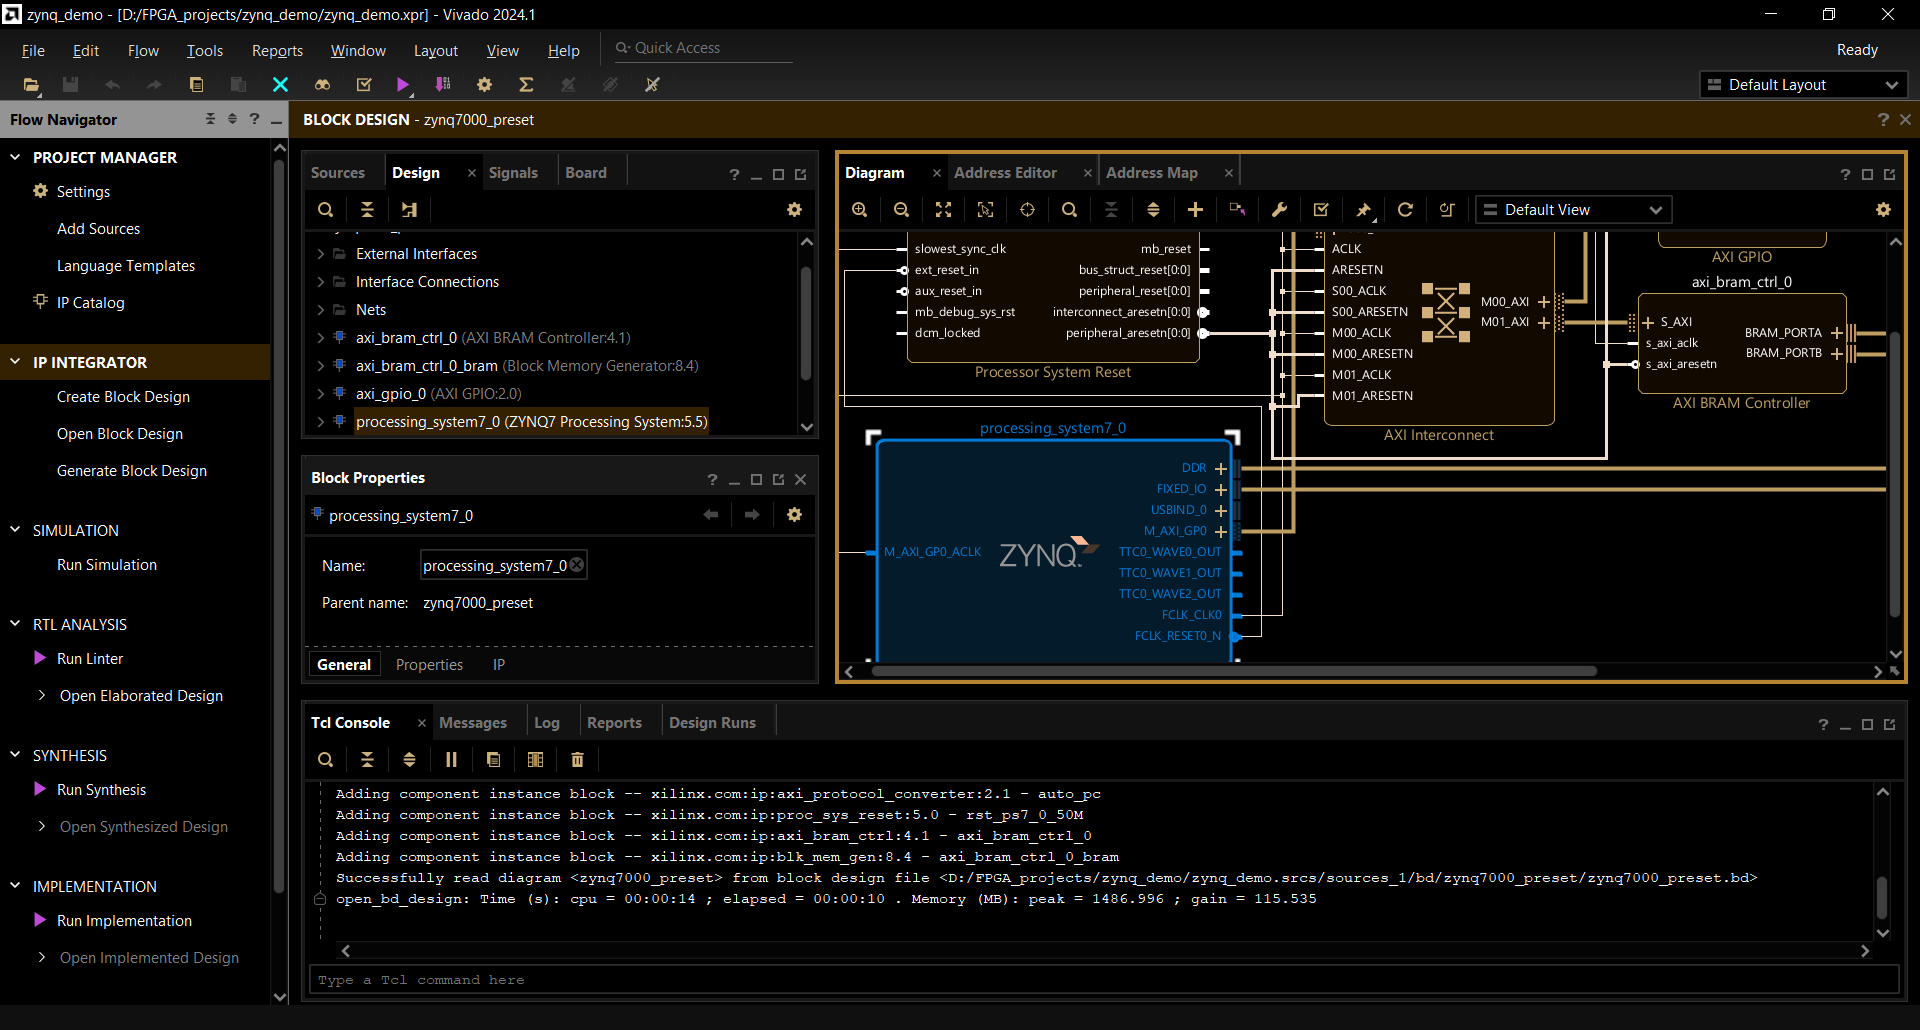 zynq_demo - [D:/FPGA_projects/zynq_demo/zynq_demo.xpr] - Vivado 2024.1
File Edit Flow Tools Reports Window Layout View Help Quick Access
Ready
Default Layout
Flow Navigator
PROJECT MANAGER
Settings
Add Sources
Language Templates
IP Catalog
IP INTEGRATOR
Create Block Design
Open Block Design
Generate Block Design
SIMULATION
Run Simulation
RTL ANALYSIS
Run Linter
Open Elaborated Design
SYNTHESIS
Run Synthesis
Open Synthesized Design
IMPLEMENTATION
Run Implementation
Open Implemented Design
BLOCK DESIGN - zynq7000_preset
Sources Design Signals Board
External Interfaces
Interface Connections
Nets
axi_bram_ctrl_0 (AXI BRAM Controller:4.1)
axi_bram_ctrl_0_bram (Block Memory Generator:8.4)
axi_gpio_0 (AXI GPIO:2.0)
processing_system7_0 (ZYNQ7 Processing System:5.5)
Block Properties
processing_system7_0
Name: processing_system7_0
Parent name: zynq7000_preset
General Properties IP
Diagram Address Editor Address Map
Default View
slowest_sync_clk
ext_reset_in
aux_reset_in
mb_debug_sys_rst
dcm_locked
mb_reset
bus_struct_reset[0:0]
peripheral_reset[0:0]
interconnect_aresetn[0:0]
peripheral_aresetn[0:0]
Processor System Reset
ACLK
ARESETN
S00_ACLK
S00_ARESETN
M00_ACLK
M00_ARESETN
M01_ACLK
M01_ARESETN
M00_AXI
M01_AXI
AXI Interconnect
AXI GPIO
axi_bram_ctrl_0
S_AXI
s_axi_aclk
s_axi_aresetn
BRAM_PORTA
BRAM_PORTB
AXI BRAM Controller
processing_system7_0
M_AXI_GP0_ACLK
ZYNQ
DDR
FIXED_IO
USBIND_0
M_AXI_GP0
TTC0_WAVE0_OUT
TTC0_WAVE1_OUT
TTC0_WAVE2_OUT
FCLK_CLK0
FCLK_RESET0_N
Tcl Console Messages Log Reports Design Runs
Adding component instance block -- xilinx.com:ip:axi_protocol_converter:2.1 - auto_pc
Adding component instance block -- xilinx.com:ip:proc_sys_reset:5.0 - rst_ps7_0_50M
Adding component instance block -- xilinx.com:ip:axi_bram_ctrl:4.1 - axi_bram_ctrl_0
Adding component instance block -- xilinx.com:ip:blk_mem_gen:8.4 - axi_bram_ctrl_0_bram
Successfully read diagram <zynq7000_preset> from block design file <D:/FPGA_projects/zynq_demo/zynq_demo.srcs/sources_1/bd/zynq7000_preset/zynq7000_preset.bd>
open_bd_design: Time (s): cpu = 00:00:14 ; elapsed = 00:00:10 . Memory (MB): peak = 1486.996 ; gain = 115.535
Type a Tcl command here